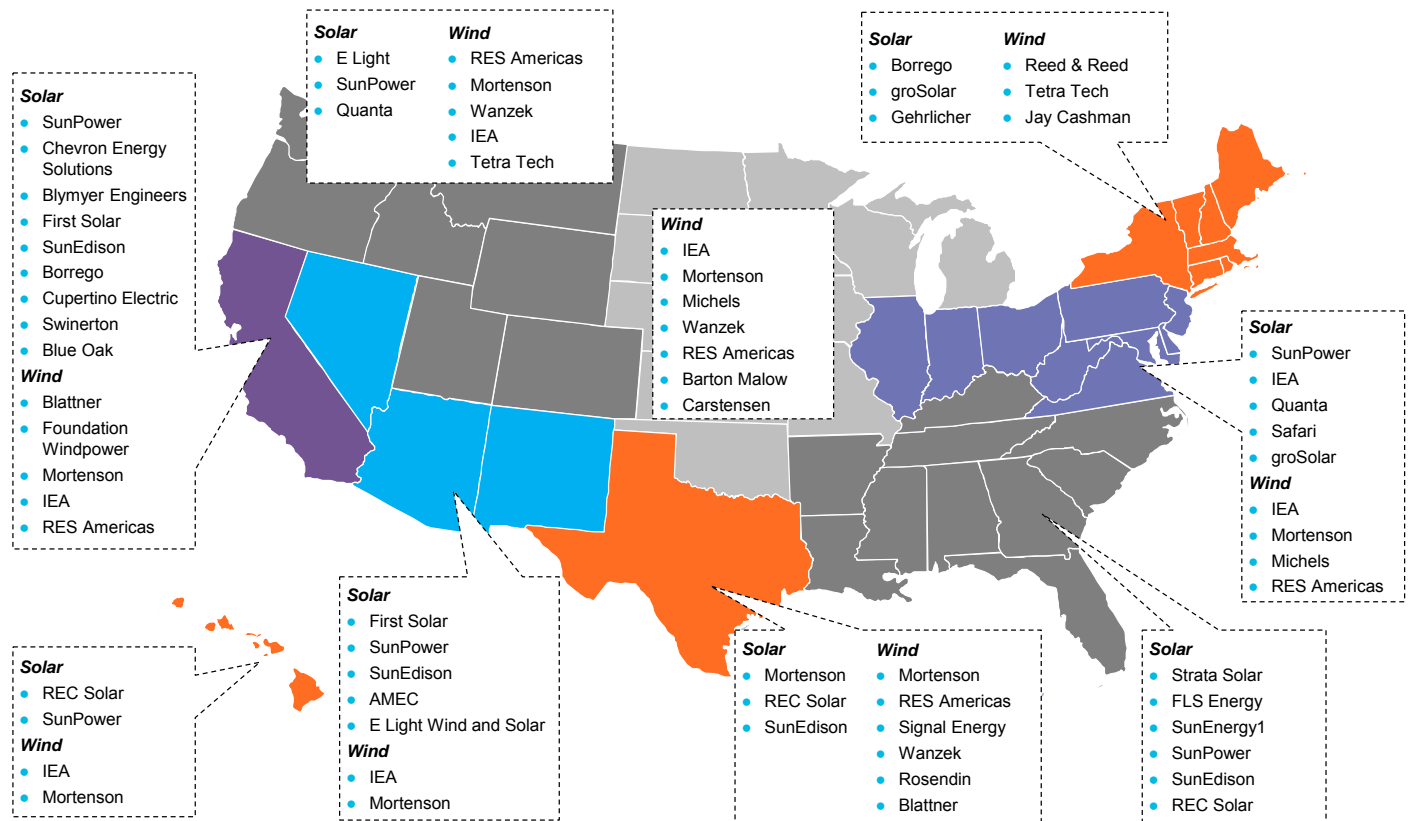 Solar
E Light
SunPower
Quanta
Wind
RES Americas
Mortenson
Wanzek
IEA
Tetra Tech
Solar
Borrego
groSolar
Gehrlicher
Wind
Reed & Reed
Tetra Tech
Jay Cashman
Solar
SunPower
Chevron Energy
Solutions
Blymyer Engineers
First Solar
SunEdison
Borrego
Cupertino Electric
Swinerton
Blue Oak
Wind
Blattner
Foundation
Windpower
Mortenson
IEA
RES Americas
Wind
IEA
Mortenson
Michels
Wanzek
RES Americas
Barton Malow
Carstensen
Solar
SunPower
IEA
Quanta
Safari
groSolar
Wind
IEA
Mortenson
Michels
RES Americas
Solar
REC Solar
SunPower
Wind
IEA
Mortenson
Solar
First Solar
SunPower
SunEdison
AMEC
E Light Wind and Solar
Wind
IEA
Mortenson
Solar
Mortenson
REC Solar
SunEdison
Wind
Mortenson
RES Americas
Signal Energy
Wanzek
Rosendin
Blattner
Solar
Strata Solar
FLS Energy
SunEnergy1
SunPower
SunEdison
REC Solar